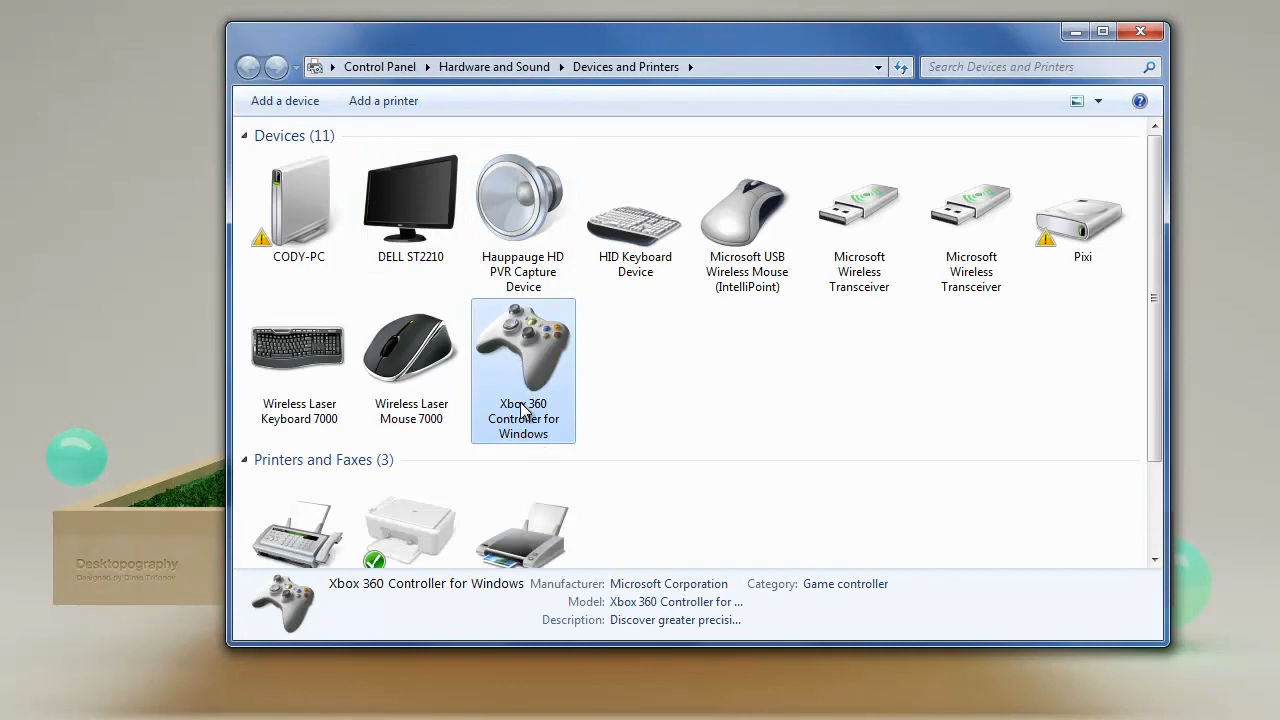 Control Panel Hardware and Sound Devices and Printers Search Devices and Printers
Add a device Add a printer
Devices (11)
CODY-PC
DELL ST2210
Hauppauge HD
PVR Capture
Device
HID Keyboard
Device
Microsoft USB
Wireless Mouse
(IntelliPoint)
Microsoft
Wireless
Transceiver
Microsoft
Wireless
Transceiver
Pixi
Wireless Laser
Keyboard 7000
Wireless Laser
Mouse 7000
Xbox 360
Controller for
Windows
Printers and Faxes (3)
Desktopography
Xbox 360 Controller for Windows Manufacturer: Microsoft Corporation Category: Game controller
Model: Xbox 360 Controller for ...
Description: Discover greater precisi...